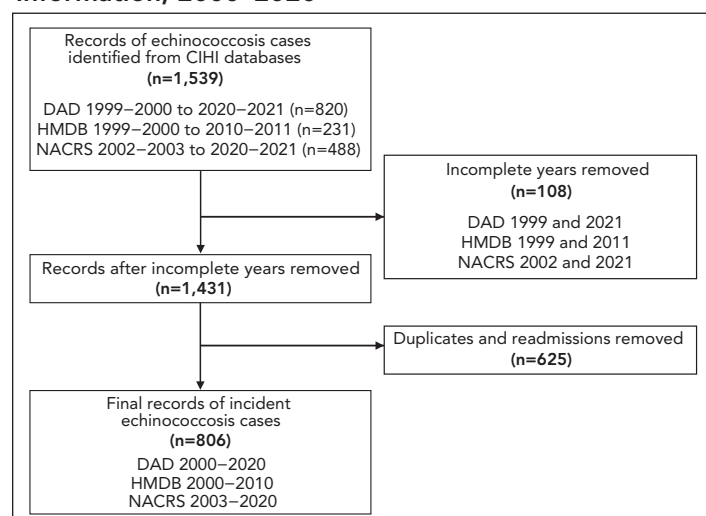 Records of echinococcosis cases
identified from CIHI databases
(n=1,539)
DAD 1999–2000 to 2020–2021 (n=820)
HMDB 1999–2000 to 2010–2011 (n=231)
NACRS 2002–2003 to 2020–2021 (n=488)
Incomplete years removed
(n=108)
DAD 1999 and 2021
HMDB 1999 and 2011
NACRS 2002 and 2021
Records after incomplete years removed
(n=1,431)
Duplicates and readmissions removed
(n=625)
Final records of incident
echinococcosis cases
(n=806)
DAD 2000–2020
HMDB 2000–2010
NACRS 2003–2020